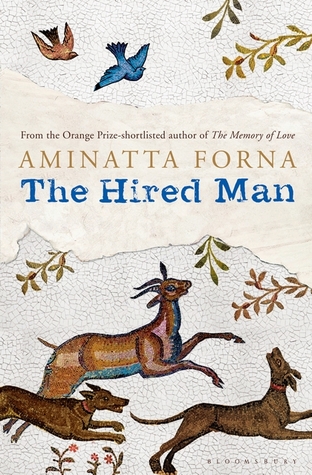 From the Orange Prize-shortlisted author of The Memory of Love
AMINATTA FORNA
The Hired Man
BLOOMSBURY